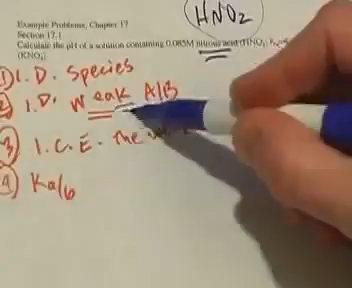 HNO2
Example Problems, Chapter 17
Section 17.1
Calculate the pH of a solution containing 0.085M nitrous acid (HNO2
(KNO2)
① I.D. Species
② I.D. Weak A/B
③ I.C.E. The
④ Ka/b